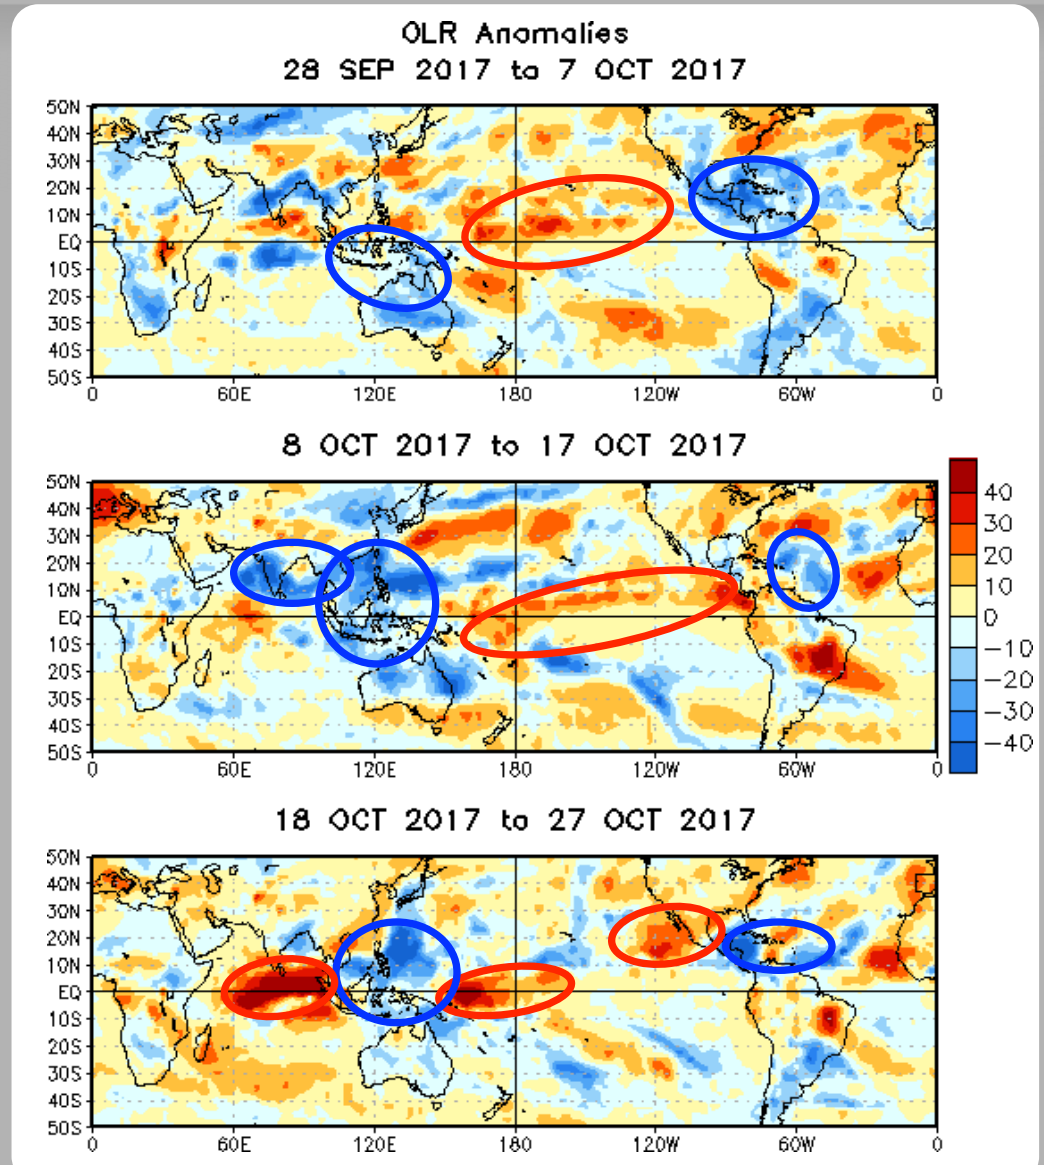 OLR Anomalies
28 SEP 2017 to 7 OCT 2017
50N
40N
30N
20N
10N
EQ
10S
20S
30S
40S
50S
0 60E 120E 180 120W 60W 0
8 OCT 2017 to 17 OCT 2017
50N
40N
30N
20N
10N
EQ
10S
20S
30S
40S
50S
0 60E 120E 180 120W 60W 0
40
30
20
10
0
-10
-20
-30
-40
18 OCT 2017 to 27 OCT 2017
50N
40N
30N
20N
10N
EQ
10S
20S
30S
40S
50S
0 60E 120E 180 120W 60W 0